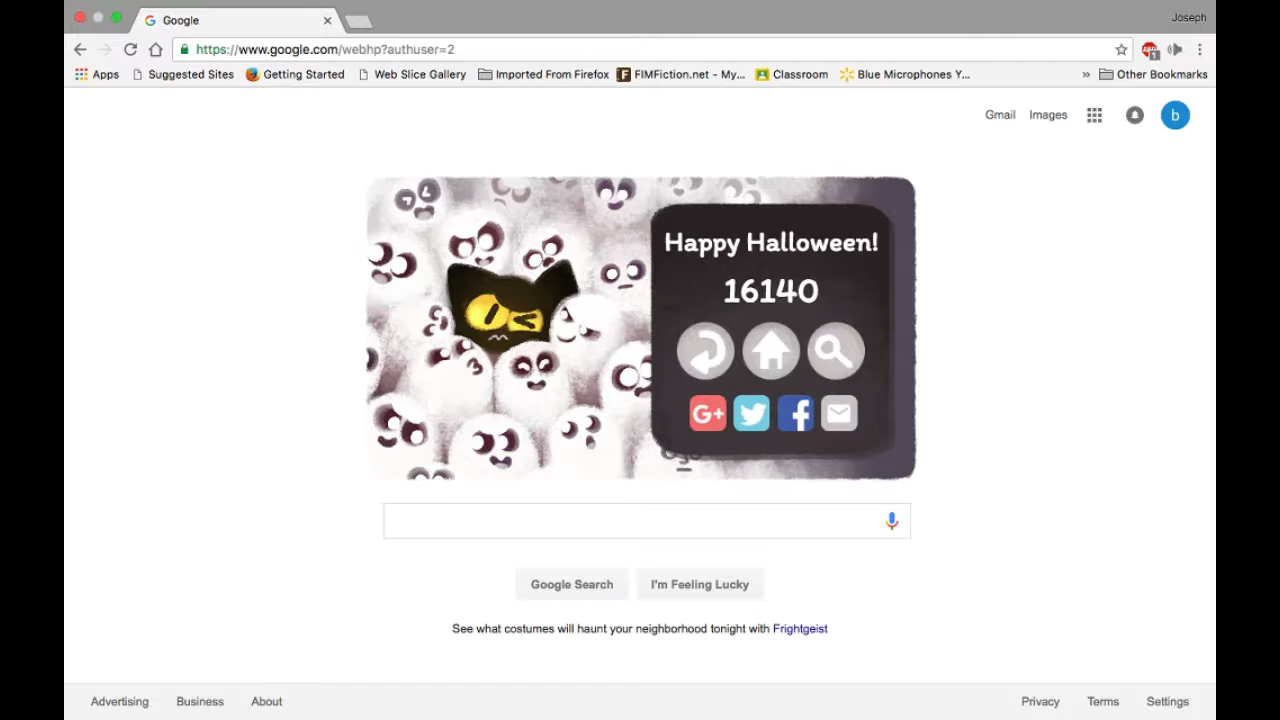 Google
Joseph
https://www.google.com/webhp?authuser=2
Apps Suggested Sites Getting Started Web Slice Gallery Imported From Firefox FIMFiction.net - My... Classroom Blue Microphones Y... » Other Bookmarks
Gmail Images b
Happy Halloween!
16140
G+ f
Google Search I'm Feeling Lucky
See what costumes will haunt your neighborhood tonight with Frightgeist
Advertising Business About Privacy Terms Settings